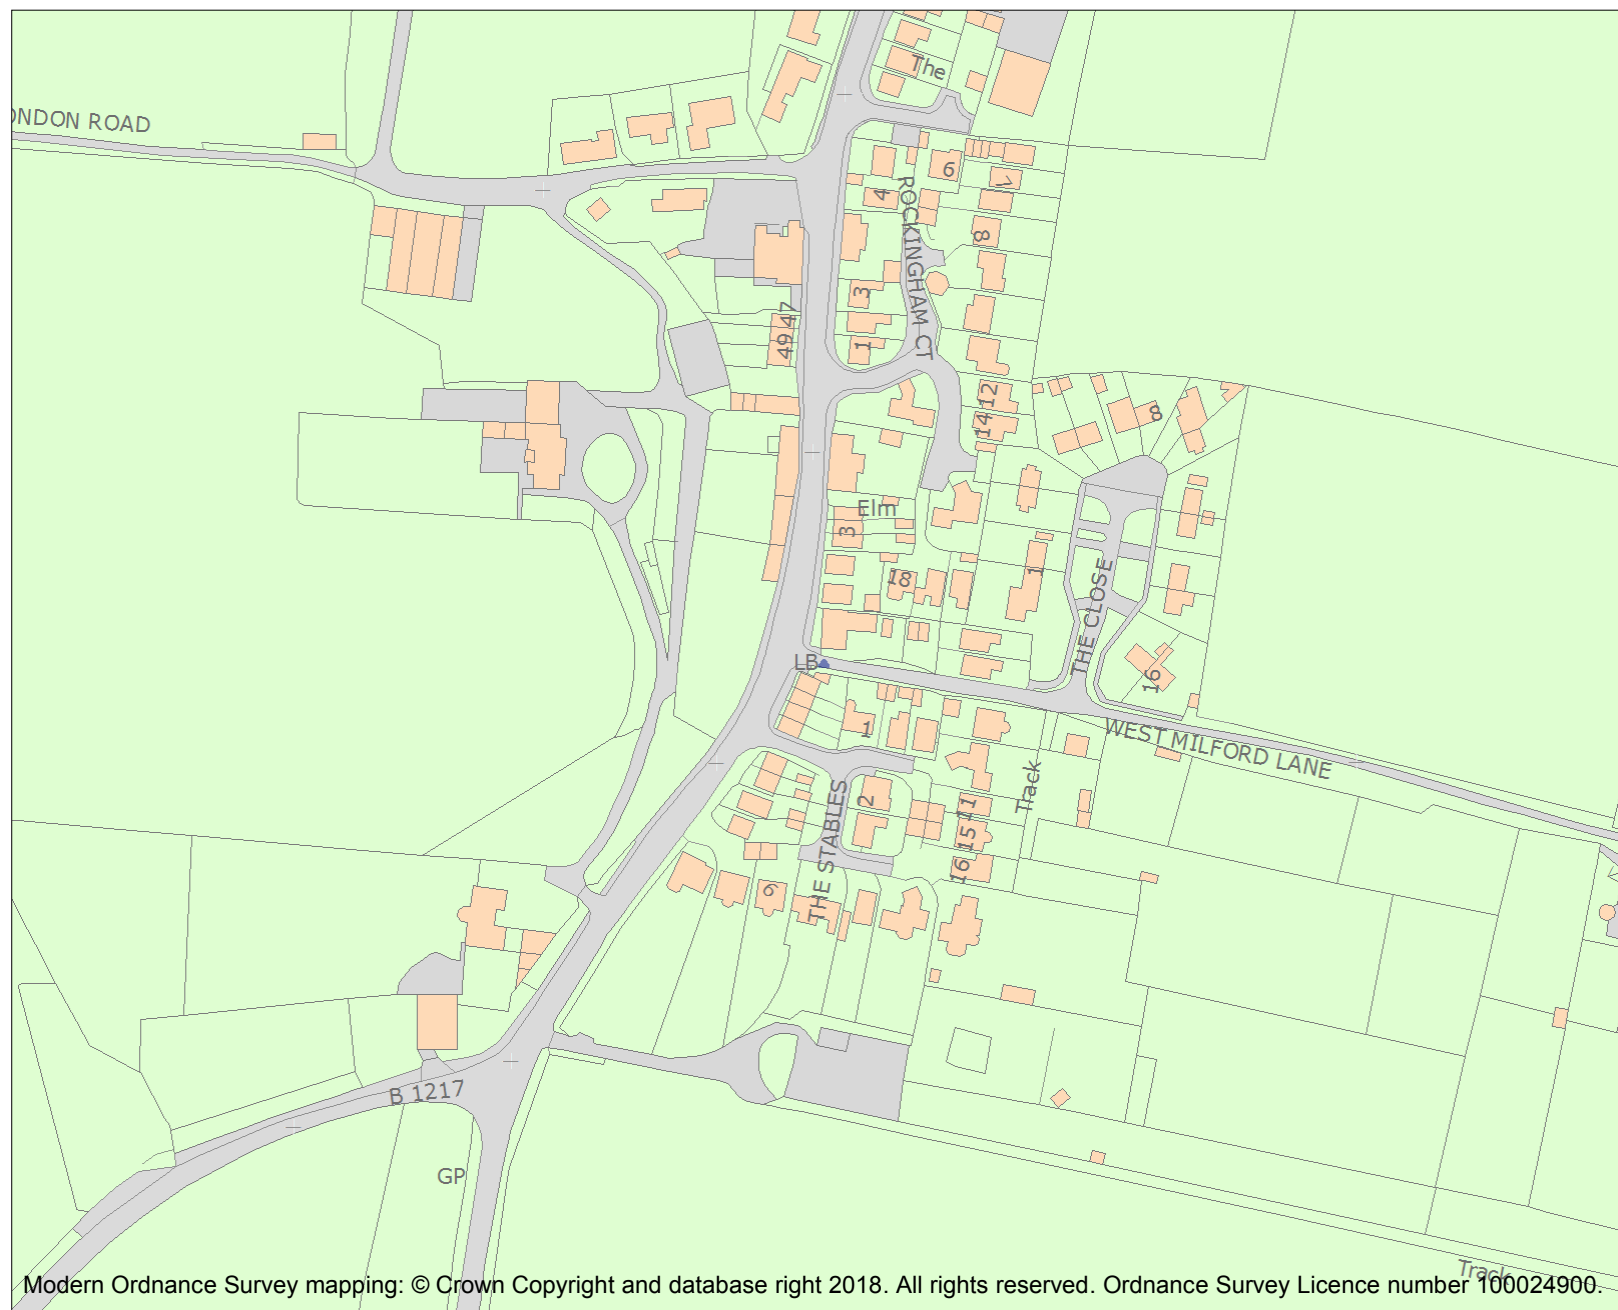 The
ONDON ROAD
6
7
4
ROCKINGHAM CT
8
3
47
49
1
12
14
8
Elm
3
18
1
THE CLOSE
LB
16
1
WEST MILFORD LANE
Track
2
11
THE STABLES
15
16
6
B 1217
GP
Track
Modern Ordnance Survey mapping: © Crown Copyright and database right 2018. All rights reserved. Ordnance Survey Licence number 100024900.